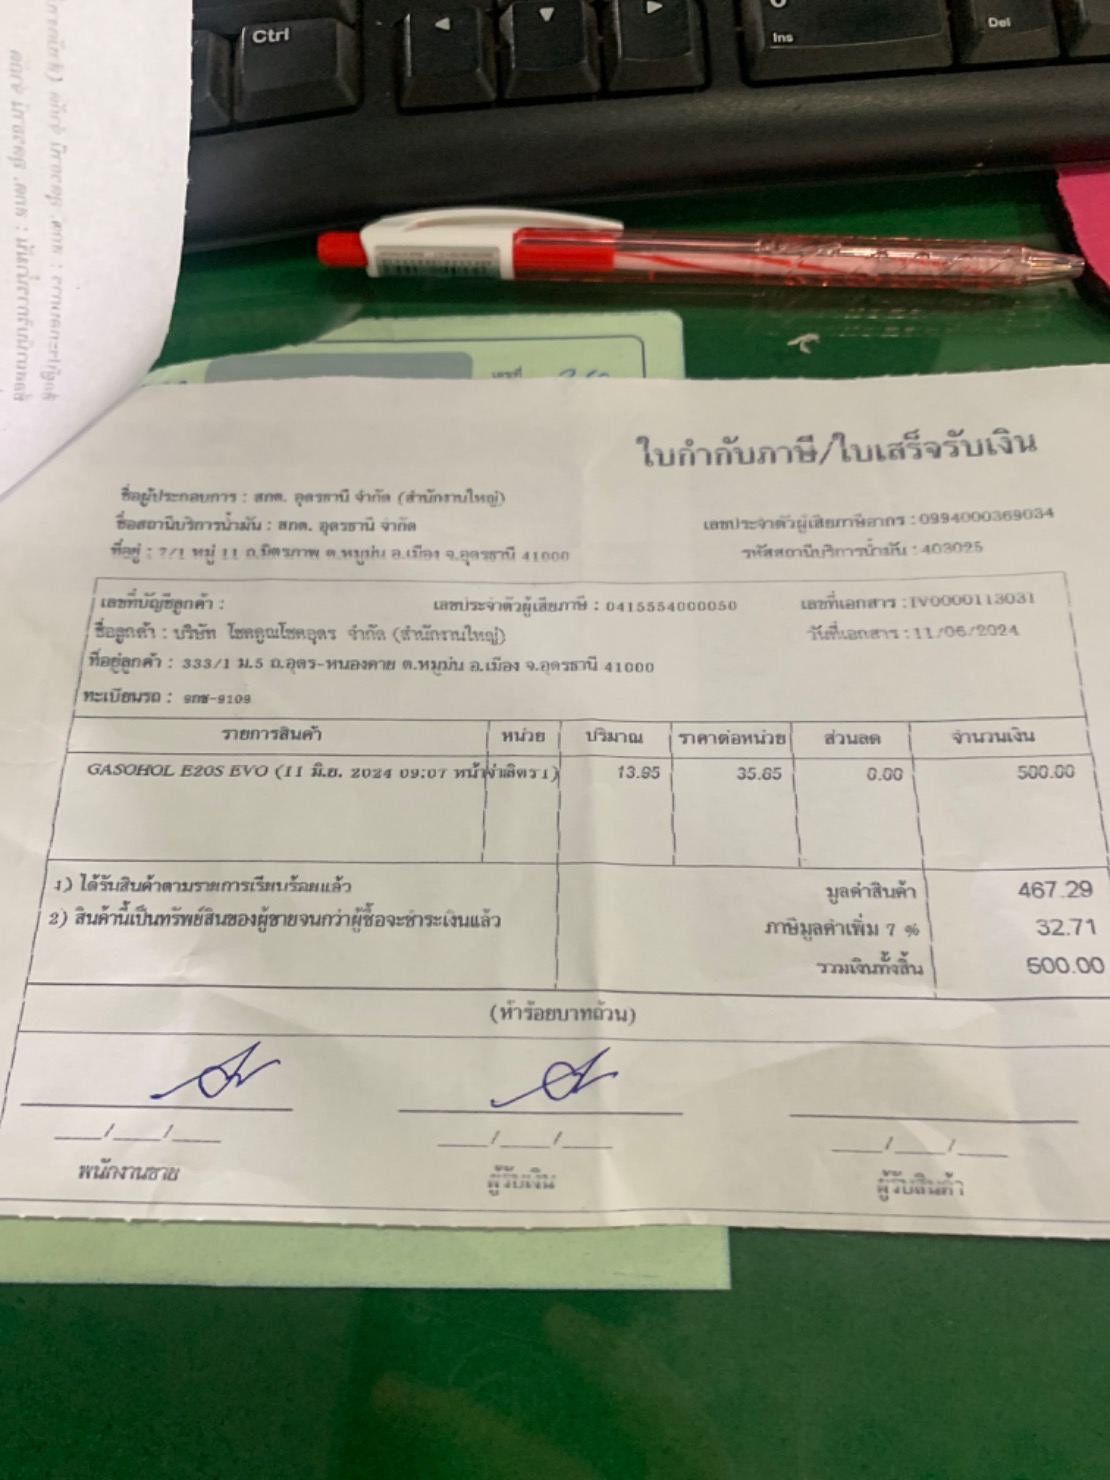 Ctrl
Ins
Del
เลขที่
ใบกำกับภาษี/ใบเสร็จรับเงิน
ชื่อผู้ประกอบการ : สกต. อุดรธานี จำกัด (สำนักงานใหญ่)
ชื่อสถานีบริการน้ำมัน : สกต. อุดรธานี จำกัด
เลขประจำตัวผู้เสียภาษีอากร : 0994000369034
ที่อยู่ : 7/1 หมู่ 11 ถ.มิตรภาพ ต.หมูม่น อ.เมือง จ.อุดรธานี 41000
รหัสสถานีบริการน้ำมัน : 403025
เลขที่บัญชีลูกค้า :
เลขประจำตัวผู้เสียภาษี : 0415554000050
เลขที่เอกสาร : IV0000113031
ชื่อลูกค้า : บริษัท โชคคูณโชคอุดร จำกัด (สำนักงานใหญ่)
วันที่เอกสาร : 11/06/2024
ที่อยู่ลูกค้า : 333/1 ม.5 ถ.อุดร-หนองคาย ต.หมูม่น อ.เมือง จ.อุดรธานี 41000
ทะเบียนรถ :
รายการสินค้า หน่วย ปริมาณ ราคาต่อหน่วย ส่วนลด จำนวนเงิน
GASOHOL E20S EVO (11 มิ.ย. 2024 09:07 0.00 500.00
1) ได้รับสินค้าตามรายการเรียบร้อยแล้ว
มูลค่าสินค้า 467.29
2) สินค้านี้เป็นทรัพย์สินของผู้ขายจนกว่าผู้ซื้อจะชำระเงินแล้ว
ภาษีมูลค่าเพิ่ม 7 % 32.71
รวมเงินทั้งสิ้น 500.00
(ห้าร้อยบาทถ้วน)
___/___/___ ___/___/___ ___/___/___
พนักงานขาย ผู้รับเงิน ผู้รับสินค้า